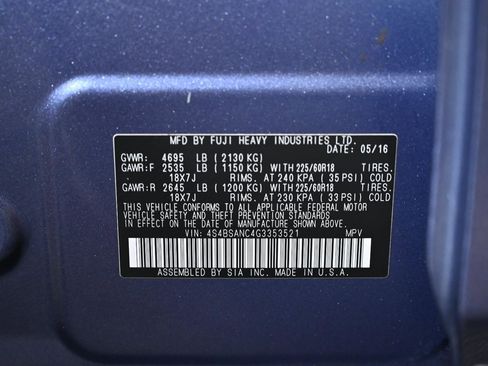 MFD BY FUJI HEAVY INDUSTRIES LTD.
DATE: 05/16
GVWR: 4695 LB ( 2130 KG)
GAWR:F 2535 LB ( 1150 KG) WITH 225/60R18 TIRES.
18X7J RIMS. AT 240 KPA ( 35 PSI) COLD
GAWR:R 2645 LB ( 1200 KG) WITH 225/60R18 TIRES.
18X7J RIMS. AT 230 KPA ( 33 PSI) COLD
THIS VEHICLE CONFORMS TO ALL APPLICABLE FEDERAL MOTOR
VEHICLE SAFETY AND THEFT PREVENTION STANDARDS
IN EFFECT ON THE DATE OF MANUFACTURE SHOWN ABOVE.
VIN: 4S4BSANC4G3353521 MPV
ASSEMBLED BY SIA INC. MADE IN U.S.A.